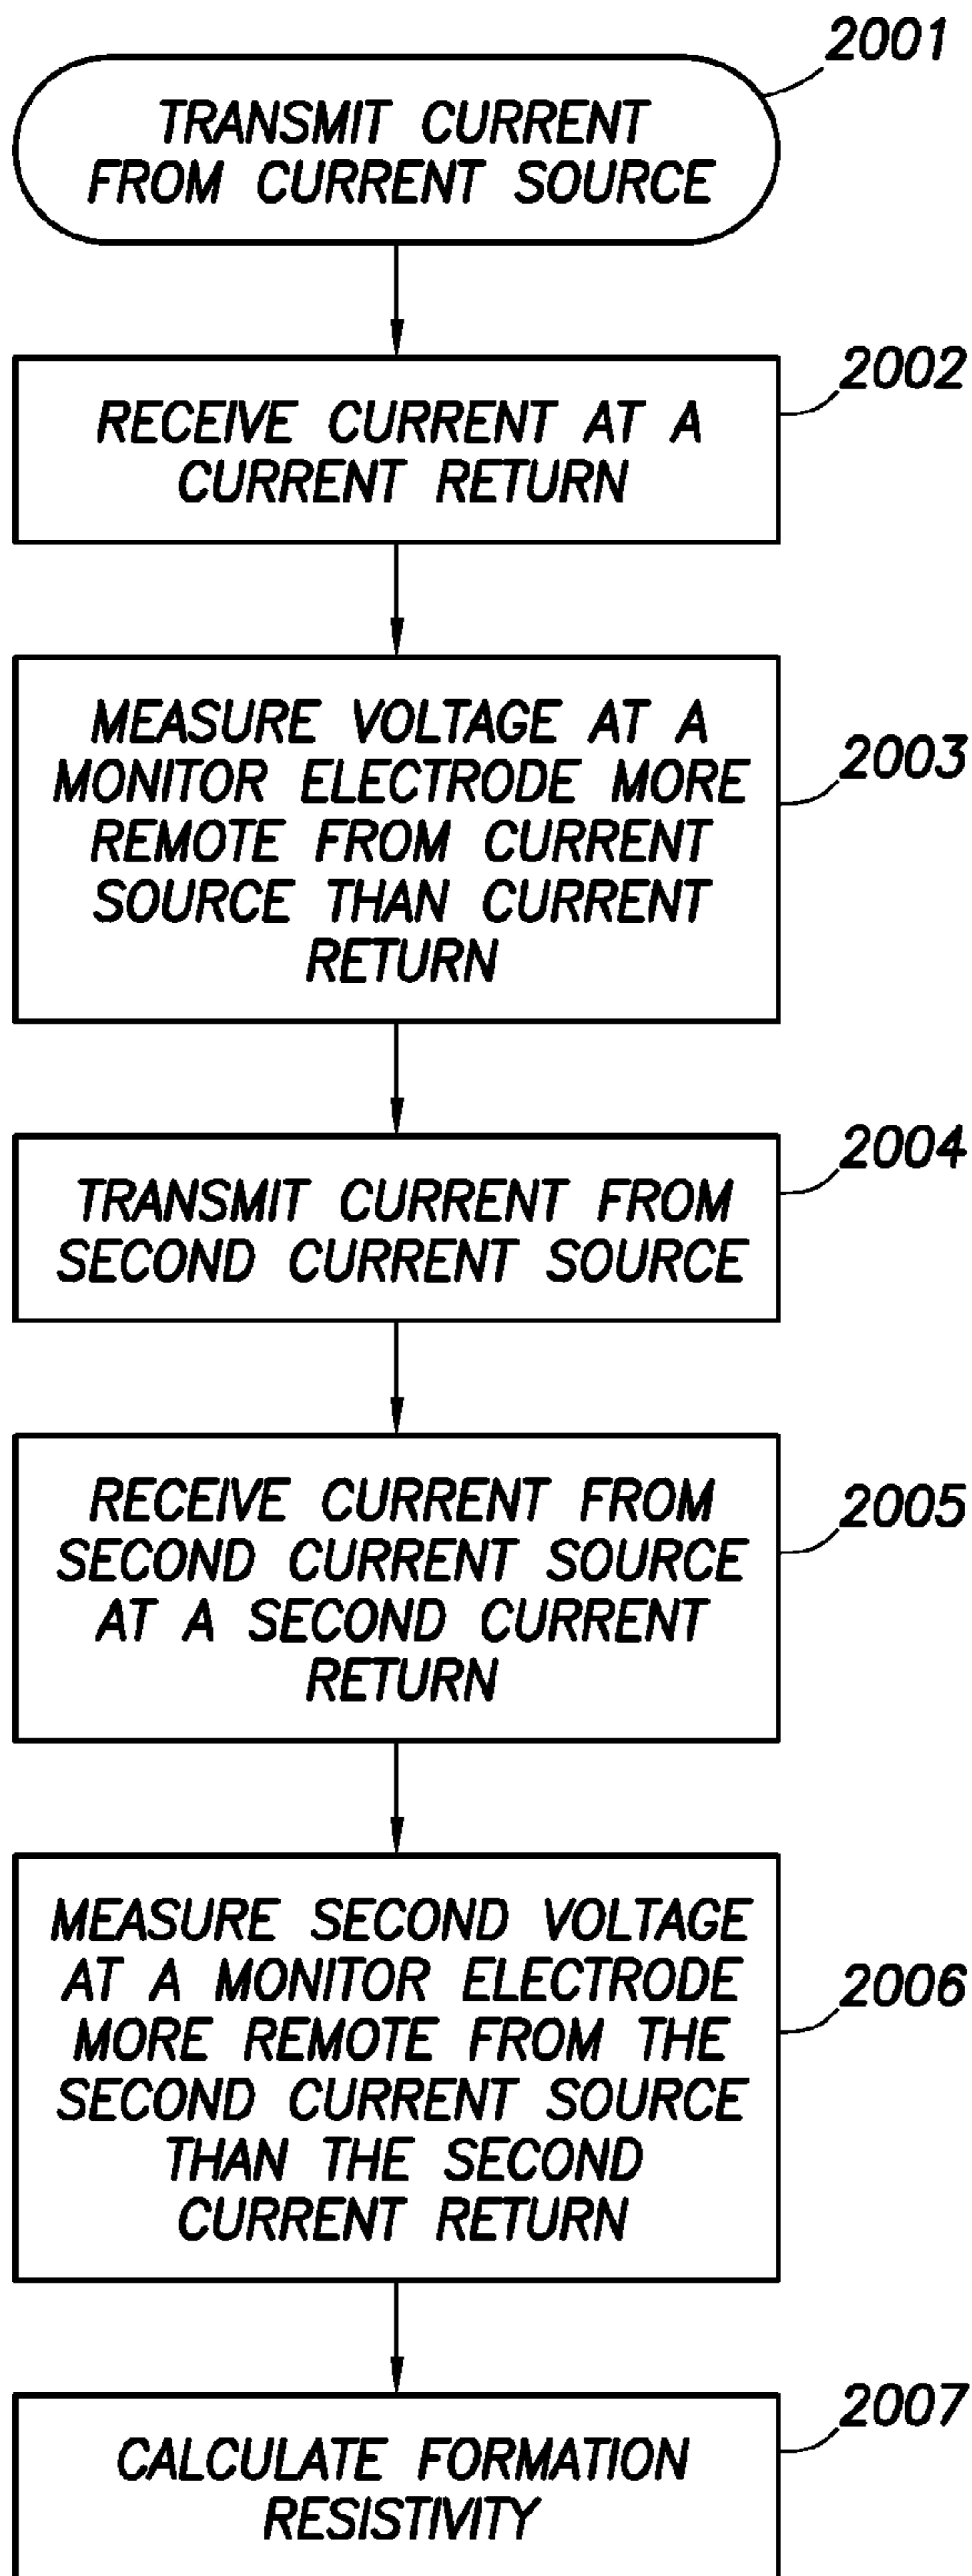 2001
TRANSMIT CURRENT
FROM CURRENT SOURCE
2002
RECEIVE CURRENT AT A
CURRENT RETURN
2003
MEASURE VOLTAGE AT A
MONITOR ELECTRODE MORE
REMOTE FROM CURRENT
SOURCE THAN CURRENT
RETURN
2004
TRANSMIT CURRENT FROM
SECOND CURRENT SOURCE
2005
RECEIVE CURRENT FROM
SECOND CURRENT SOURCE
AT A SECOND CURRENT
RETURN
2006
MEASURE SECOND VOLTAGE
AT A MONITOR ELECTRODE
MORE REMOTE FROM THE
SECOND CURRENT SOURCE
THAN THE SECOND
CURRENT RETURN
2007
CALCULATE FORMATION
RESISTIVITY